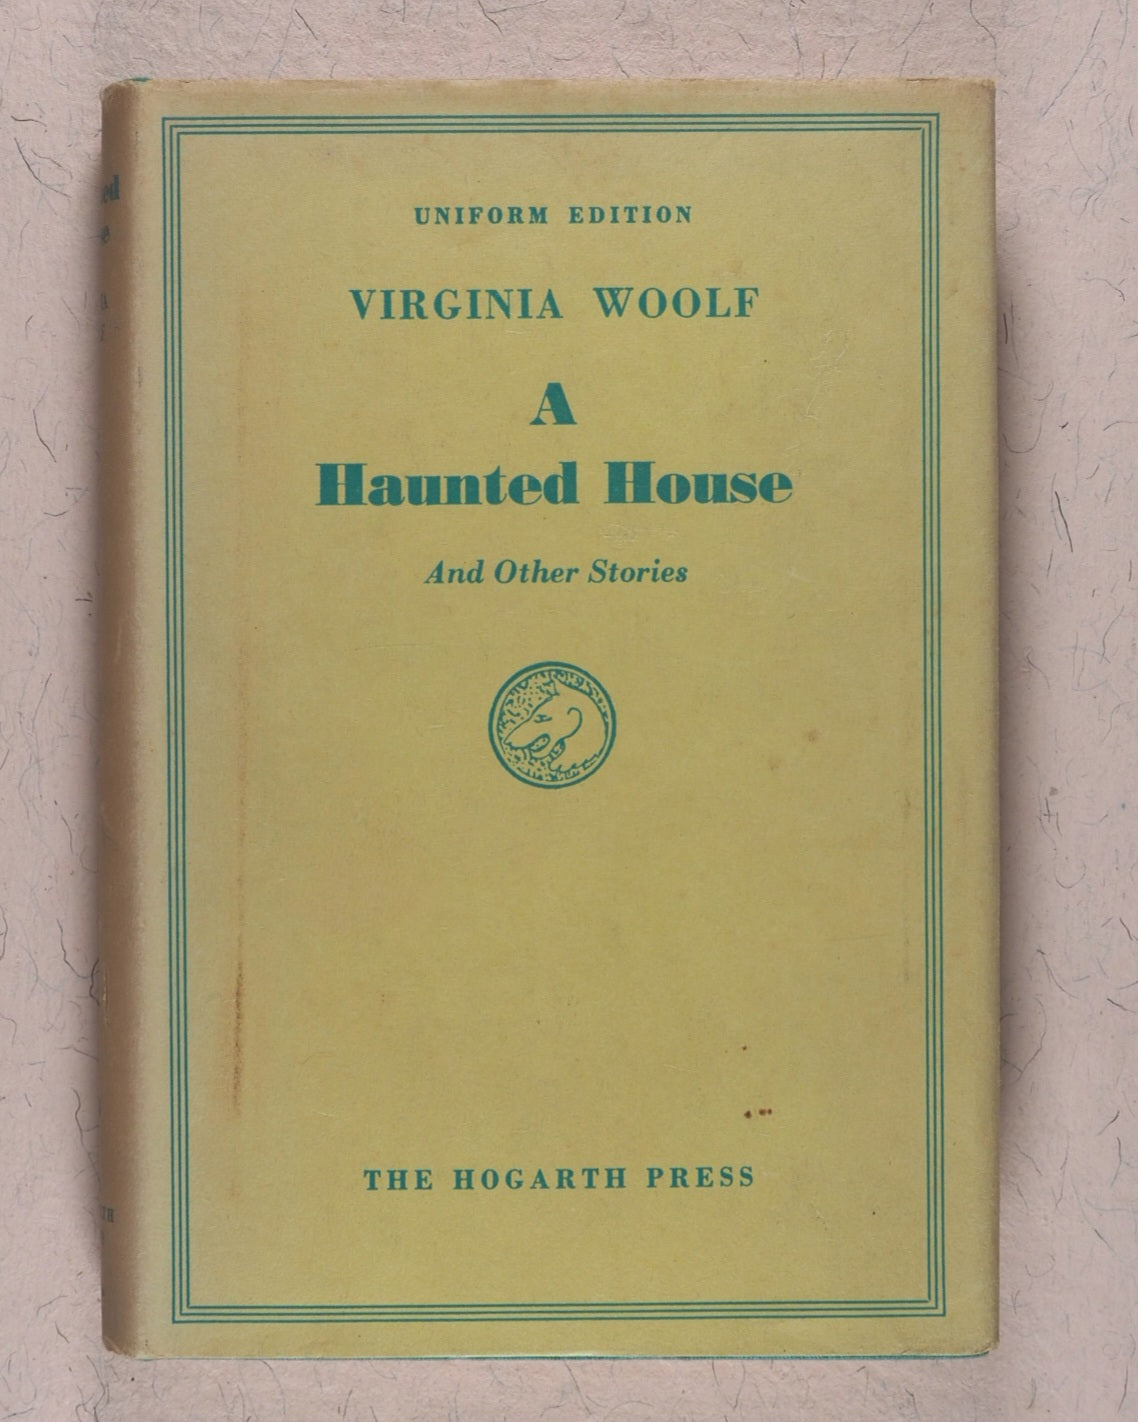 UNIFORM EDITION
VIRGINIA WOOLF
A
Haunted House
And Other Stories
THE HOGARTH PRESS